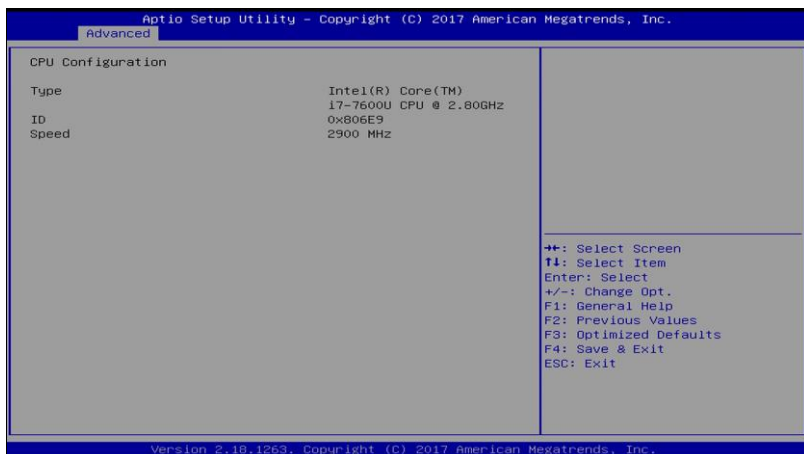 Aptio Setup Utility – Copyright (C) 2017 American Megatrends, Inc.
Advanced
CPU Configuration
Type Intel(R) Core(TM)
i7-7600U CPU @ 2.80GHz
ID 0x806E9
Speed 2900 MHz
→←: Select Screen
↑↓: Select Item
Enter: Select
+/-: Change Opt.
F1: General Help
F2: Previous Values
F3: Optimized Defaults
F4: Save & Exit
ESC: Exit
Version 2.18.1263. Copyright (C) 2017 American Megatrends, Inc.